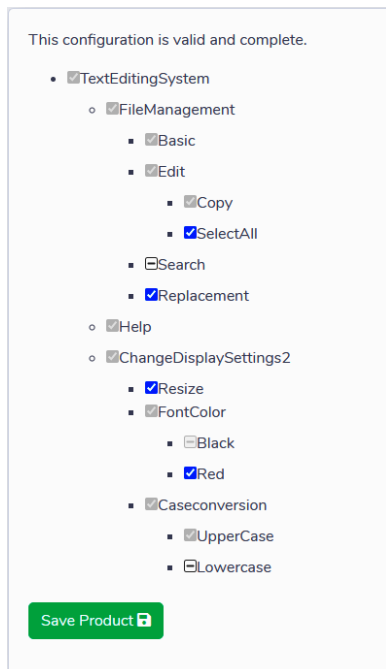 This configuration is valid and complete.
TextEditingSystem
FileManagement
Basic
Edit
Copy
SelectAll
Search
Replacement
Help
ChangeDisplaySettings2
Resize
FontColor
Black
Red
Caseconversion
UpperCase
Lowercase
Save Product